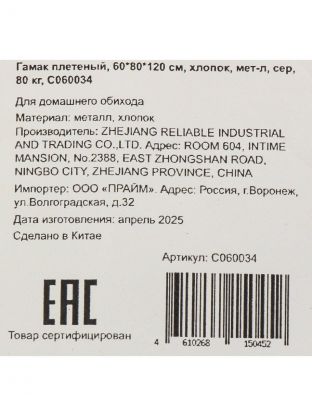 Гамак плетеный, 60*80*120 см, хлопок, мет-л, сер,
80 кг, C060034
Для домашнего обихода
Материал: металл, хлопок
Производитель: ZHEJIANG RELIABLE INDUSTRIAL
AND TRADING CO.,LTD. Адрес: ROOM 604, INTIME
MANSION, No.2388, EAST ZHONGSHAN ROAD,
NINGBO CITY, ZHEJIANG PROVINCE, CHINA
Импортер: ООО «ПРАЙМ». Адрес: Россия, г.Воронеж,
ул.Волгоградская, д.32
Дата изготовления: апрель 2025
Сделано в Китае
Артикул: C060034
EAC
Товар сертифицирован
4 610268 150452